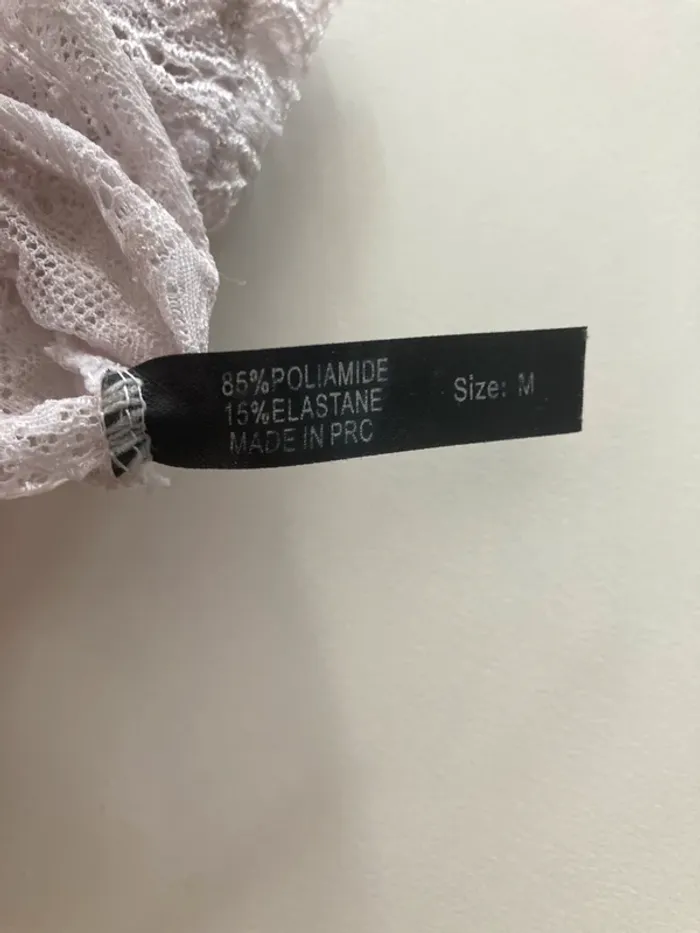 85%POLIAMIDE
15%ELASTANE
MADE IN PRC
Size: M